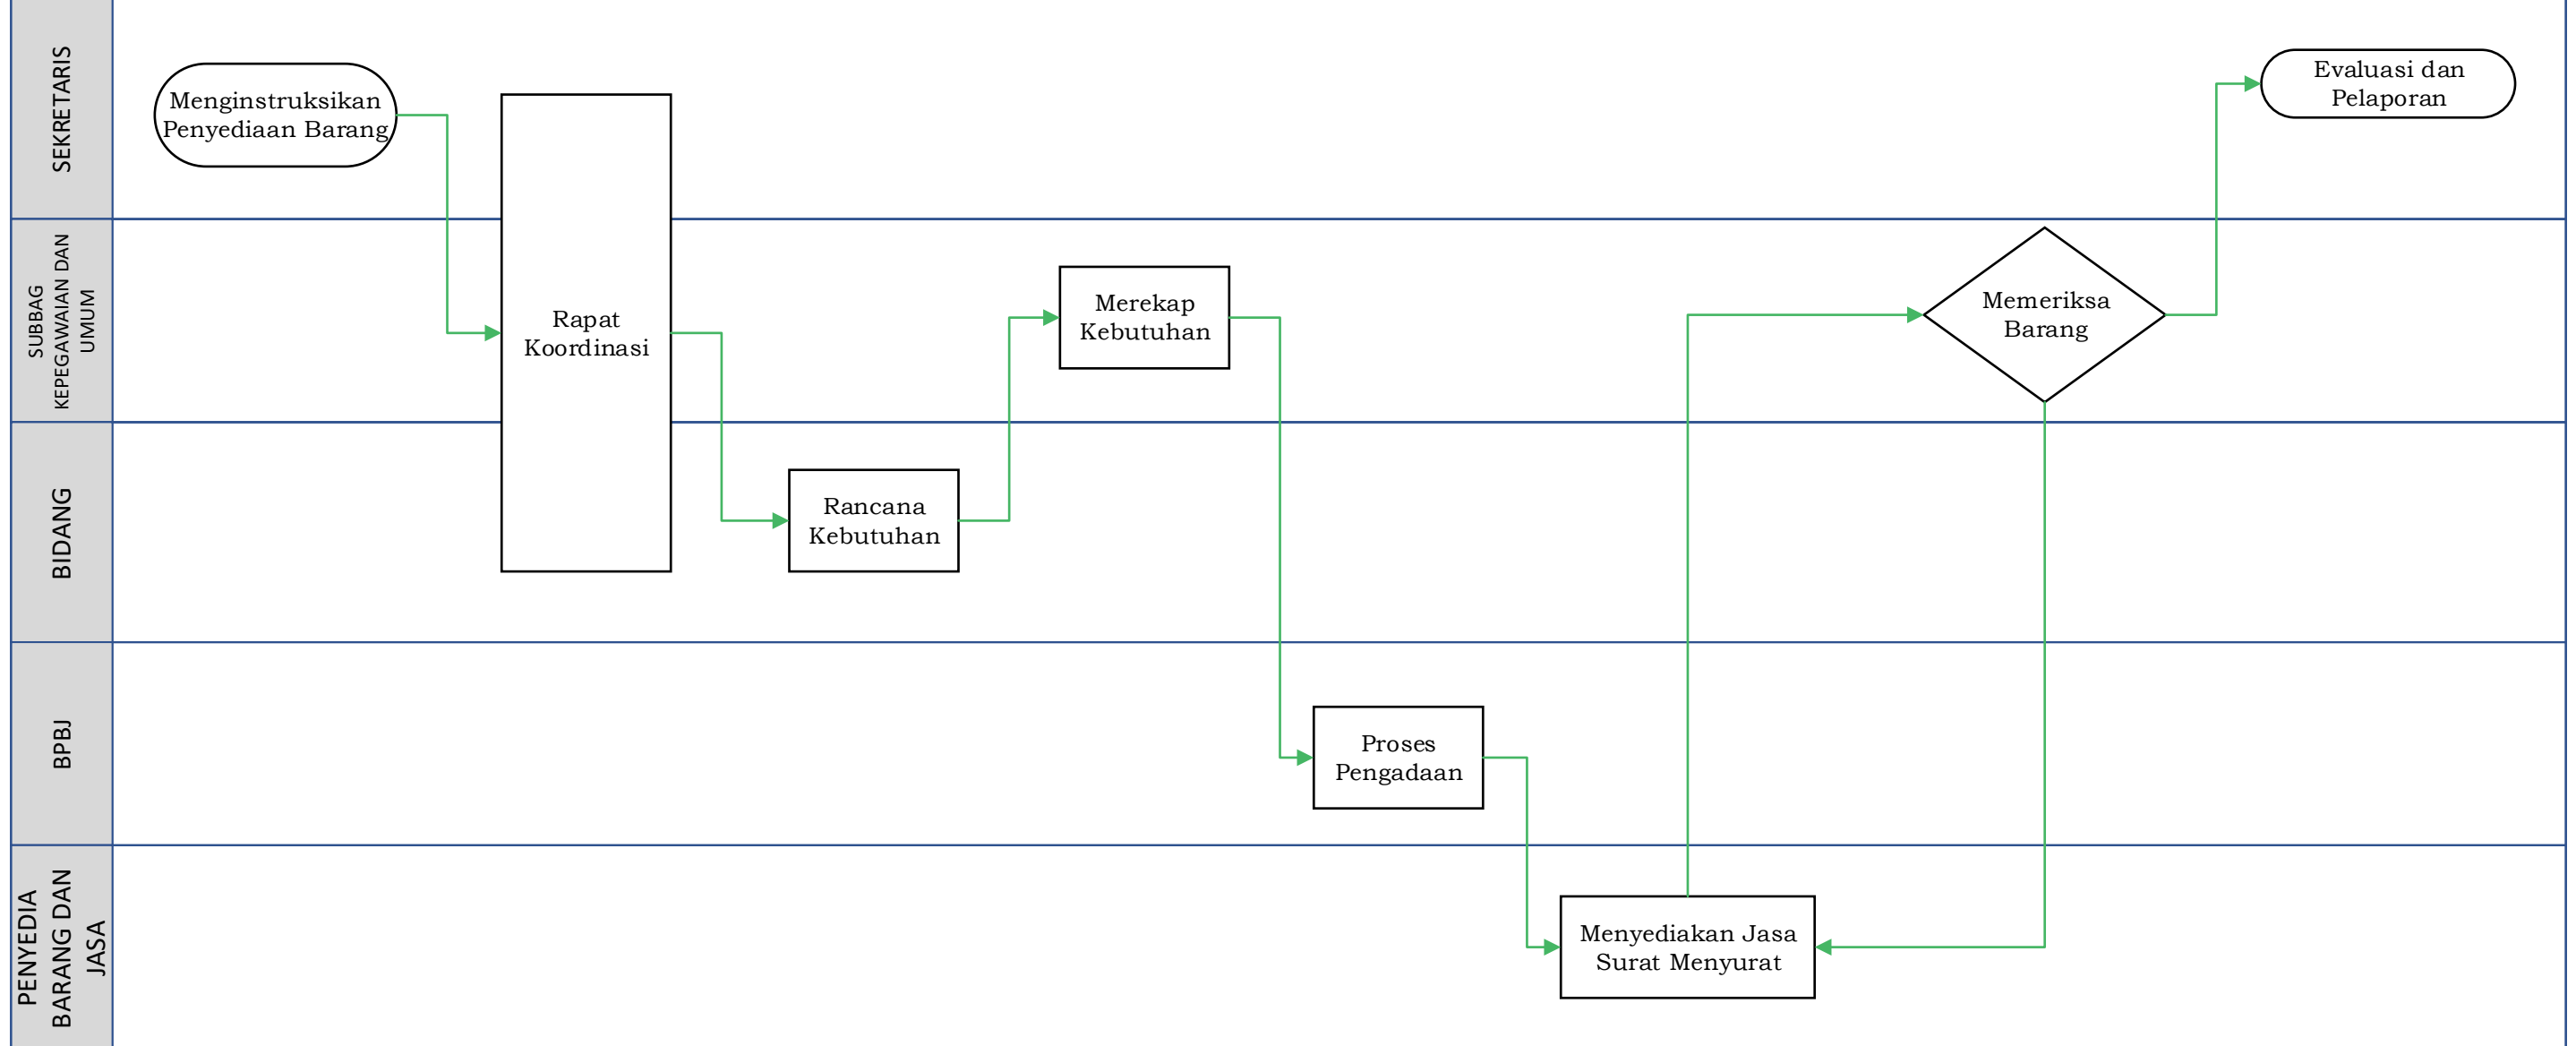 SEKRETARIS
Menginstruksikan
Penyediaan Barang
Evaluasi dan
Pelaporan
SUBBAG
KEPEGAWAIAN DAN
UMUM
Rapat
Koordinasi
Merekap
Kebutuhan
Memeriksa
Barang
BIDANG
Rancana
Kebutuhan
BPBJ
Proses
Pengadaan
PENYEDIA
BARANG DAN
JASA
Menyediakan Jasa
Surat Menyurat